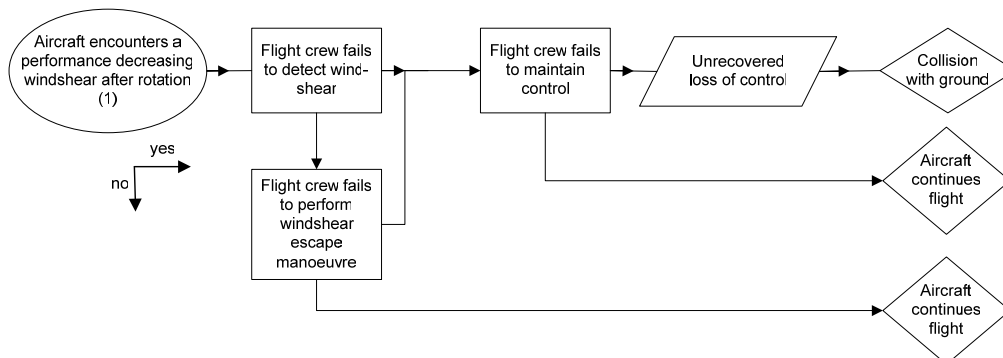 Aircraft encounters a
performance decreasing
windshear after rotation
(1)
Flight crew fails
to detect wind-
shear
Flight crew fails
to maintain
control
Unrecovered
loss of control
Collision
with ground
yes
no
Flight crew fails
to perform
windshear
escape
manoeuvre
Aircraft
continues
flight
Aircraft
continues
flight